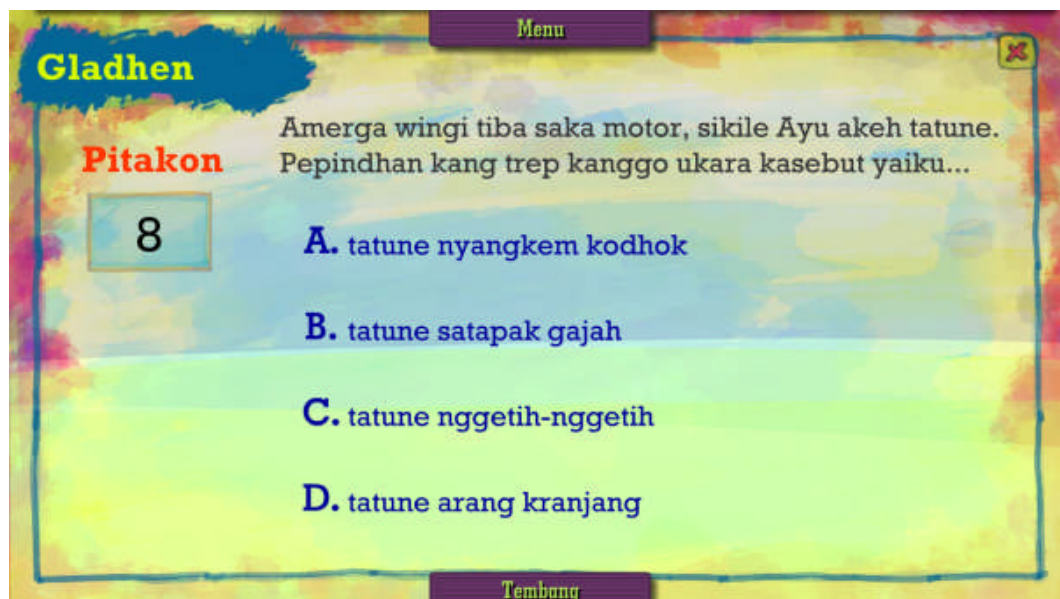 Menu
Gladhen
Amerga wingi tiba saka motor, sikile Ayu akeh tatune.
Pitakon
Pepindhan kang trep kanggo ukara kasebut yaiku...
8
A. tatune nyangkem kodhok
B. tatune satapak gajah
C. tatune nggetih-nggetih
D. tatune arang kranjang
Tembang